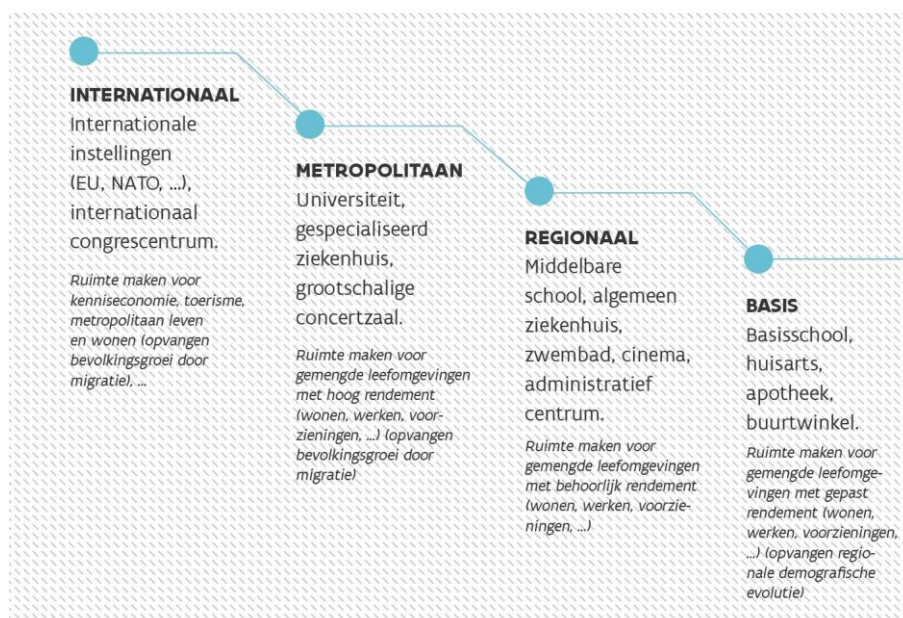 INTERNATIONAAL
Internationale
instellingen
(EU, NATO, ...),
internationaal
congrescentrum.
Ruimte maken voor
kenniseconomie, toerisme,
metropolitaan leven
en wonen (opvangen
bevolkingsgroei door
migratie), ...
METROPOLITAAN
Universiteit,
gespecialiseerd
ziekenhuis,
grootschalige
concertzaal.
Ruimte maken voor
gemengde leefomgevingen
met hoog rendement
(wonen, werken, voor-
zieningen, ...) (opvangen
bevolkingsgroei door
migratie)
REGIONAAL
Middelbare
school, algemeen
ziekenhuis,
zwembad, cinema,
administratief
centrum.
Ruimte maken voor
gemengde leefomgevingen
met behoorlijk rendement
(wonen, werken, voorzie-
ningen, ...)
BASIS
Basisschool,
huisarts,
apotheek,
buurtwinkel.
Ruimte maken voor
gemengde leefomge-
vingen met gepast
rendement (wonen,
werken, voorzieningen,
...) (opvangen regio-
nale demografische
evolutie)